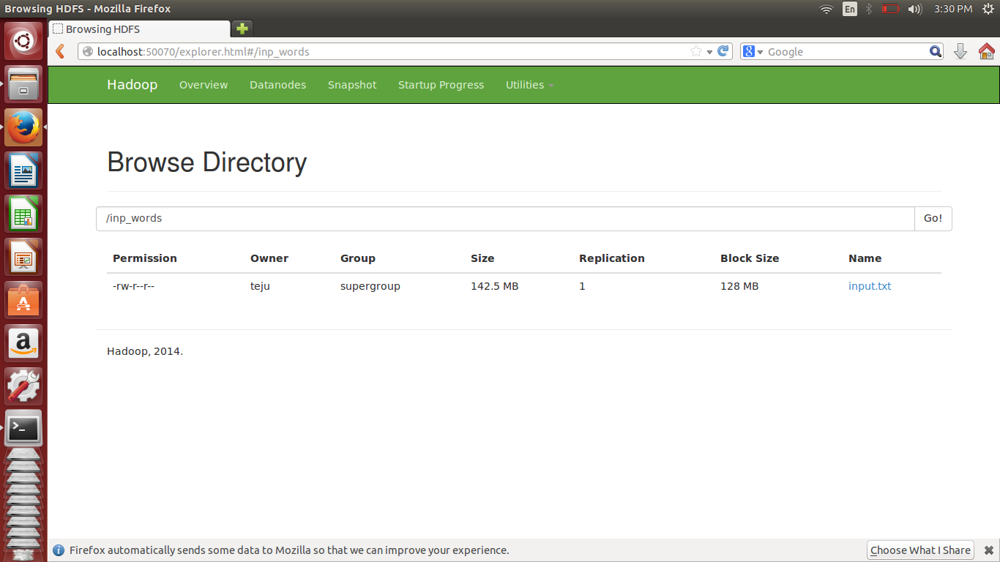 Browsing HDFS - Mozilla Firefox En 3:30 PM
Browsing HDFS
localhost:50070/explorer.html#/inp_words 8 Google
Hadoop Overview Datanodes Snapshot Startup Progress Utilities
Browse Directory
/inp_words Go!
Permission Owner Group Size Replication Block Size Name
-rw-r--r-- teju supergroup 142.5 MB 1 128 MB input.txt
Hadoop, 2014.
A
a
>_
Firefox automatically sends some data to Mozilla so that we can improve your experience. Choose What I Share